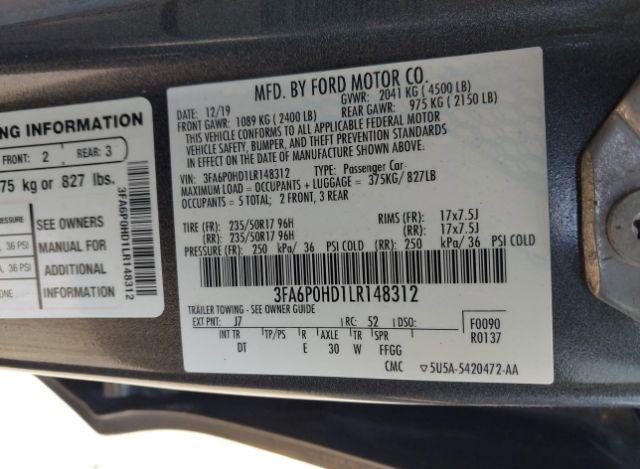 NG INFORMATION
FRONT: 2 REAR: 3
75 kg or 827 lbs.
PRESSURE
36 PSI
A, 36 PSI
ONE
SEE OWNERS
MANUAL FOR
ADDITIONAL
INFORMATION
3FA6P0HD1LR148312
MFD. BY FORD MOTOR CO.
DATE: 12/19 GVWR: 2041 KG ( 4500 LB)
FRONT GAWR: 1089 KG ( 2400 LB) REAR GAWR: 975 KG ( 2150 LB)
THIS VEHICLE CONFORMS TO ALL APPLICABLE FEDERAL MOTOR
VEHICLE SAFETY, BUMPER, AND THEFT PREVENTION STANDARDS
IN EFFECT ON THE DATE OF MANUFACTURE SHOWN ABOVE.
VIN: 3FA6P0HD1LR148312 TYPE: Passenger Car
MAXIMUM LOAD = OCCUPANTS + LUGGAGE = 375KG/ 827LB
OCCUPANTS = 5 TOTAL; 2 FRONT, 3 REAR
TIRE (FR): 235/50R17 96H RIMS (FR): 17x7.5J
(RR): 235/50R17 96H (RR): 17x7.5J
PRESSURE (FR): 250 kPa/ 36 PSI COLD (RR): 250 kPa/ 36 PSI COLD
3FA6P0HD1LR148312
TRAILER TOWING - SEE OWNER GUIDE
EXT PNT: J7 RC: 52 DSO: F0090
INT TR TP/PS R AXLE TR SPR R0137
DT E 30 W FFGG
CMC ▽5U5A-5420472-AA